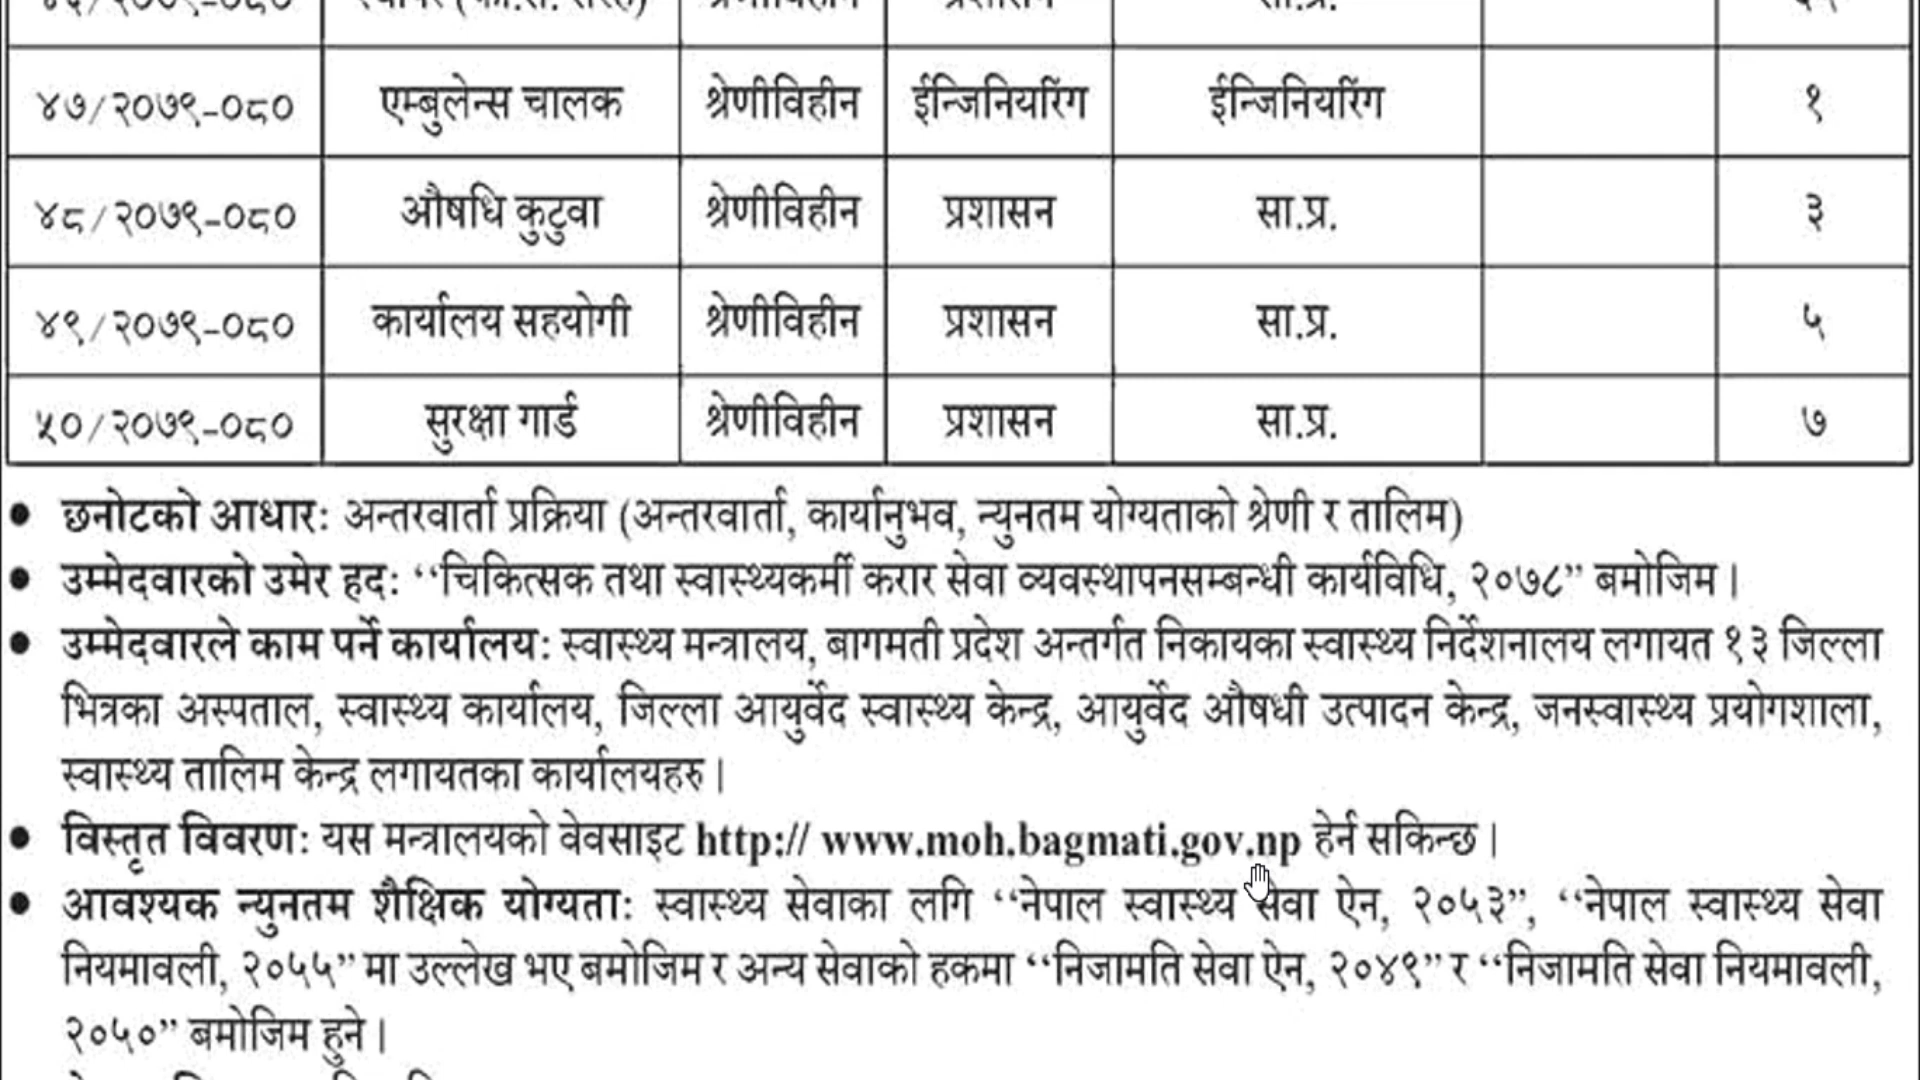 ४७/२०७९-०८० एम्बुलेन्स चालक श्रेणीविहीन ईन्जिनियरिंग ईन्जिनियरिंग १
४८/२०७९-०८० औषधि कुटुवा श्रेणीविहीन प्रशासन सा.प्र. ३
४९/२०७९-०८० कार्यालय सहयोगी श्रेणीविहीन प्रशासन सा.प्र. ५
५०/२०७९-०८० सुरक्षा गार्ड श्रेणीविहीन प्रशासन सा.प्र. ७
● छनोटको आधार: अन्तरवार्ता प्रक्रिया (अन्तरवार्ता, कार्यानुभव, न्युनतम योग्यताको श्रेणी र तालिम)
● उम्मेदवारको उमेर हद: “चिकित्सक तथा स्वास्थ्यकर्मी करार सेवा व्यवस्थापनसम्बन्धी कार्यविधि, २०७८” बमोजिम।
● उम्मेदवारले काम पर्ने कार्यालय: स्वास्थ्य मन्त्रालय, बागमती प्रदेश अन्तर्गत निकायका स्वास्थ्य निर्देशनालय लगायत १३ जिल्ला
भित्रका अस्पताल, स्वास्थ्य कार्यालय, जिल्ला आयुर्वेद स्वास्थ्य केन्द्र, आयुर्वेद औषधी उत्पादन केन्द्र, जनस्वास्थ्य प्रयोगशाला,
स्वास्थ्य तालिम केन्द्र लगायतका कार्यालयहरु।
● विस्तृत विवरण: यस मन्त्रालयको वेवसाइट http:// www.moh.bagmati.gov.np हेर्न सकिन्छ।
● आवश्यक न्युनतम शैक्षिक योग्यता: स्वास्थ्य सेवाका लगि “नेपाल स्वास्थ्य सेवा ऐन, २०५३”, “नेपाल स्वास्थ्य सेवा
नियमावली, २०५५” मा उल्लेख भए बमोजिम र अन्य सेवाको हकमा “निजामति सेवा ऐन, २०४९” र “निजामति सेवा नियमावली,
२०५०” बमोजिम हुने।